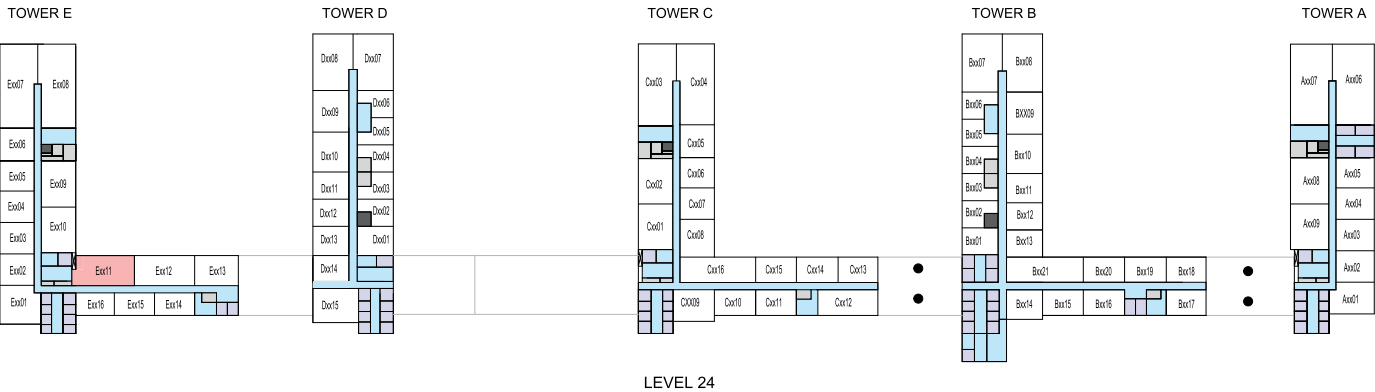 TOWER E
TOWER D
TOWER C
TOWER B
TOWER A
Exx07
Exx08
Exx06
Exx05
Exx09
Exx04
Exx03
Exx10
Exx02
Exx11
Exx12
Exx13
Exx01
Exx16
Exx15
Exx14
Dxx08
Dxx07
Dxx09
Dxx06
Dxx05
Dxx10
Dxx04
Dxx11
Dxx03
Dxx12
Dxx02
Dxx13
Dxx01
Dxx14
Dxx15
Cxx03
Cxx04
Cxx05
Cxx02
Cxx06
Cxx07
Cxx01
Cxx08
Cxx16
Cxx15
Cxx14
Cxx13
CXX09
Cxx10
Cxx11
Cxx12
Bxx07
Bxx08
Bxx06
BXX09
Bxx05
Bxx04
Bxx10
Bxx03
Bxx11
Bxx02
Bxx12
Bxx01
Bxx13
Bxx21
Bxx20
Bxx19
Bxx18
Bxx14
Bxx15
Bxx16
Bxx17
Axx07
Axx06
Axx08
Axx05
Axx04
Axx09
Axx03
Axx02
Axx01
LEVEL 24